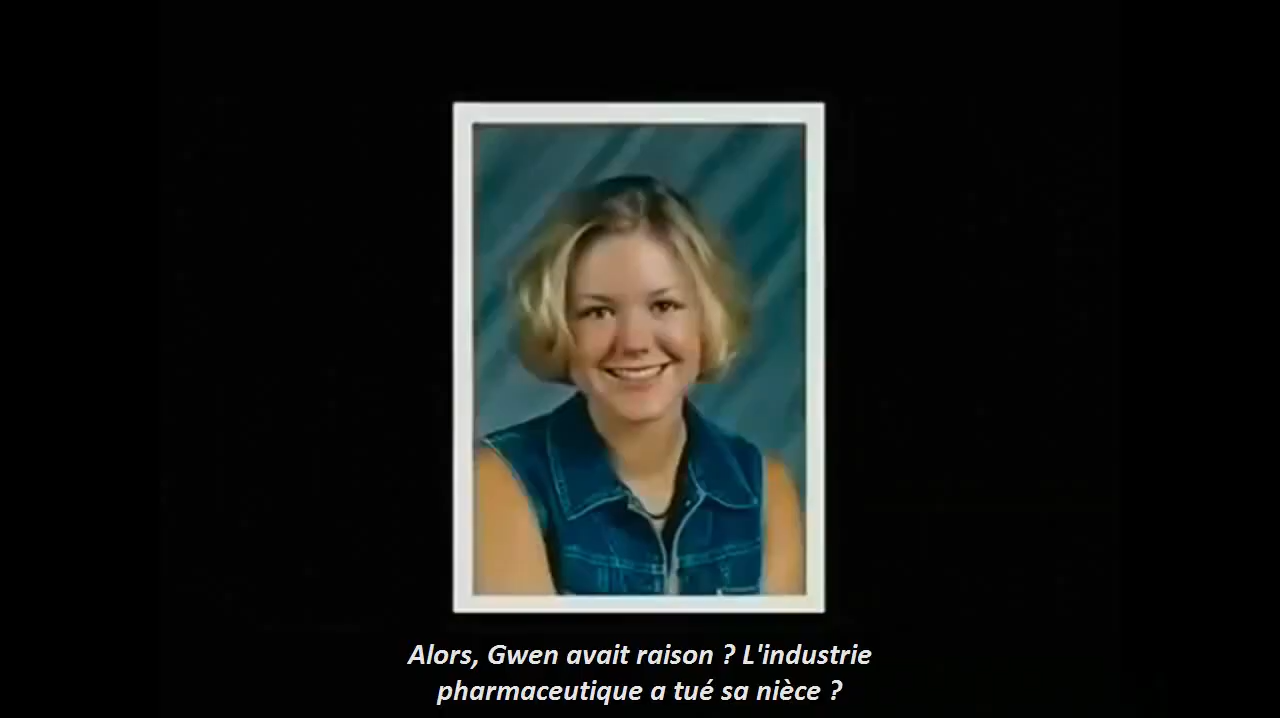 Alors, Gwen avait raison ? L'industrie
pharmaceutique a tué sa nièce ?